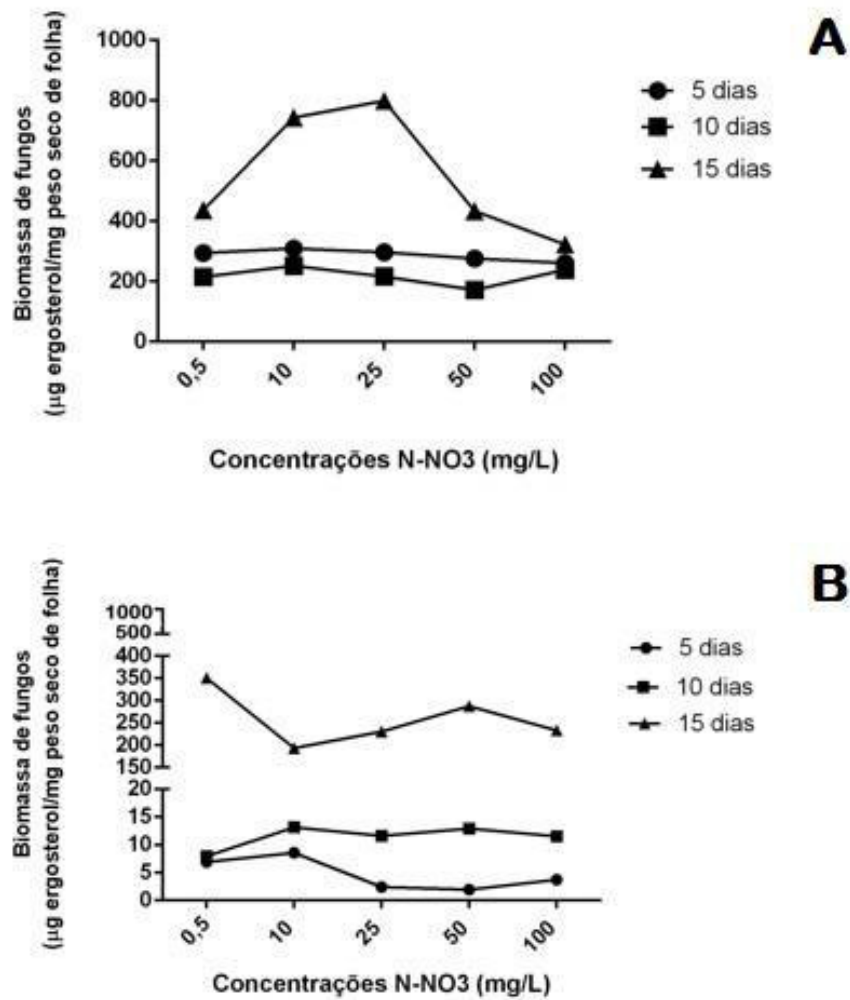 A
Biomassa de fungos
(µg ergosterol/mg peso seco de folha)
1000
800
600
400
200
0
0,5
10
25
50
100
Concentrações N-NO3 (mg/L)
5 dias
10 dias
15 dias
B
Biomassa de fungos
(µg ergosterol/mg peso seco de folha)
1000
500
400
350
300
250
200
150
20
15
10
5
0
0,5
10
25
50
100
Concentrações N-NO3 (mg/L)
5 dias
10 dias
15 dias